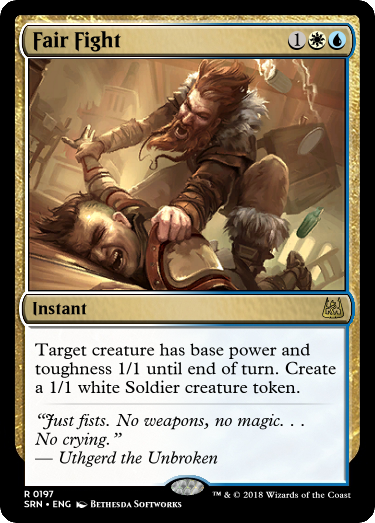 Fair Fight 1
Instant
Target creature has base power and
toughness 1/1 until end of turn. Create
a 1/1 white Soldier creature token.
“Just fists. No weapons, no magic. . .
No crying.”
— Uthgerd the Unbroken
R 0197
SRN • ENG Bethesda Softworks
™ & © 2018 Wizards of the Coast